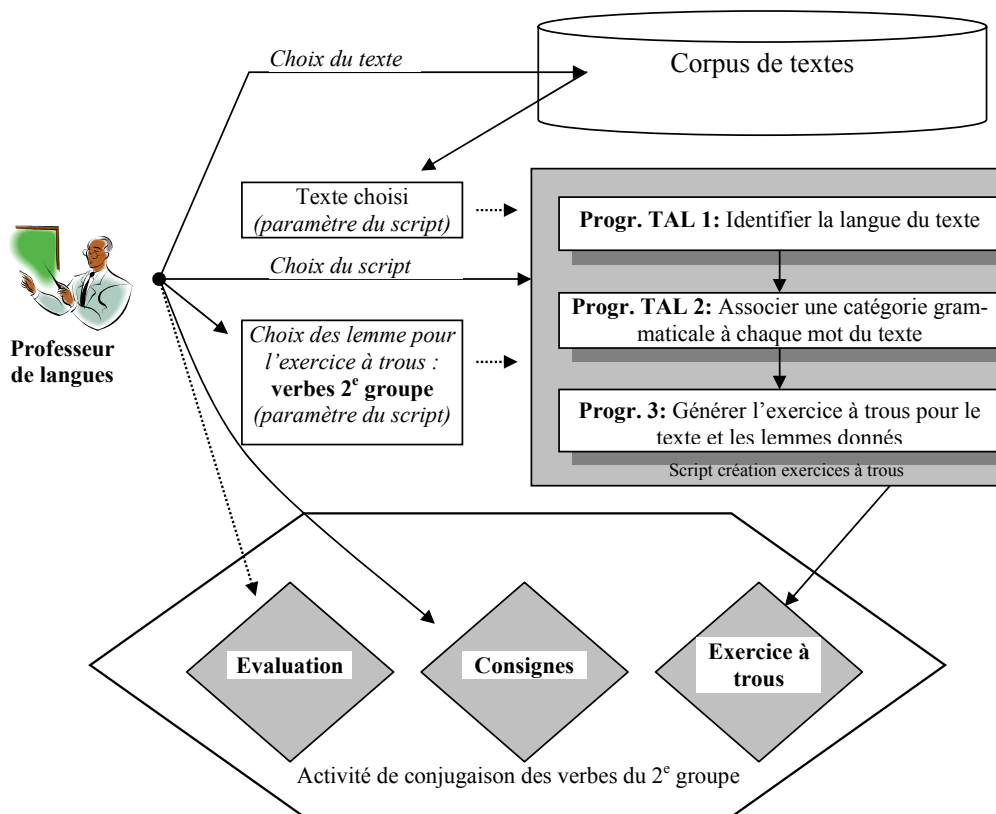 Choix du texte
Corpus de textes
Texte choisi
(paramètre du script)
Progr. TAL 1: Identifier la langue du texte
Choix du script
Progr. TAL 2: Associer une catégorie gram-
maticale à chaque mot du texte
Professeur
de langues
Choix des lemme pour
l’exercice à trous :
verbes 2e groupe
(paramètre du script)
Progr. 3: Générer l’exercice à trous pour le
texte et les lemmes donnés
Script création exercices à trous
Evaluation
Consignes
Exercice à
trous
Activité de conjugaison des verbes du 2e groupe